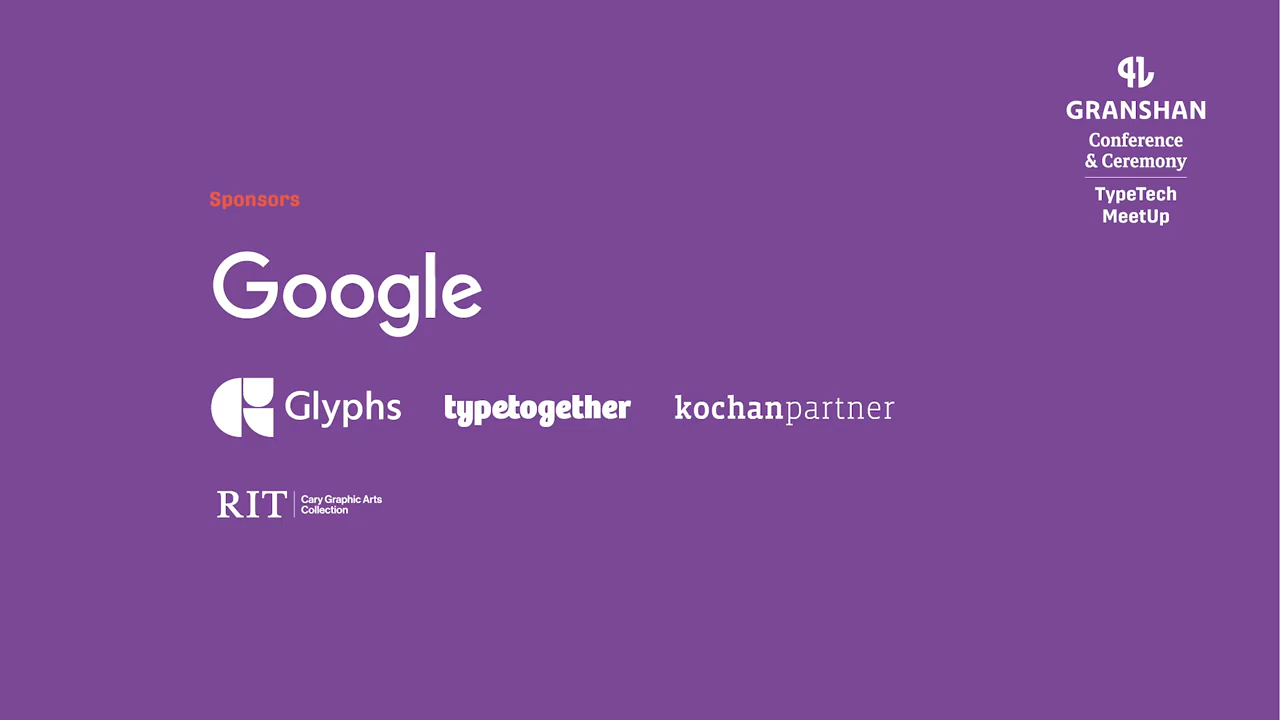 GRANSHAN
Conference
& Ceremony
TypeTech
MeetUp
Sponsors
Google
Glyphs
typetogether
kochanpartner
RIT
Cary Graphic Arts
Collection